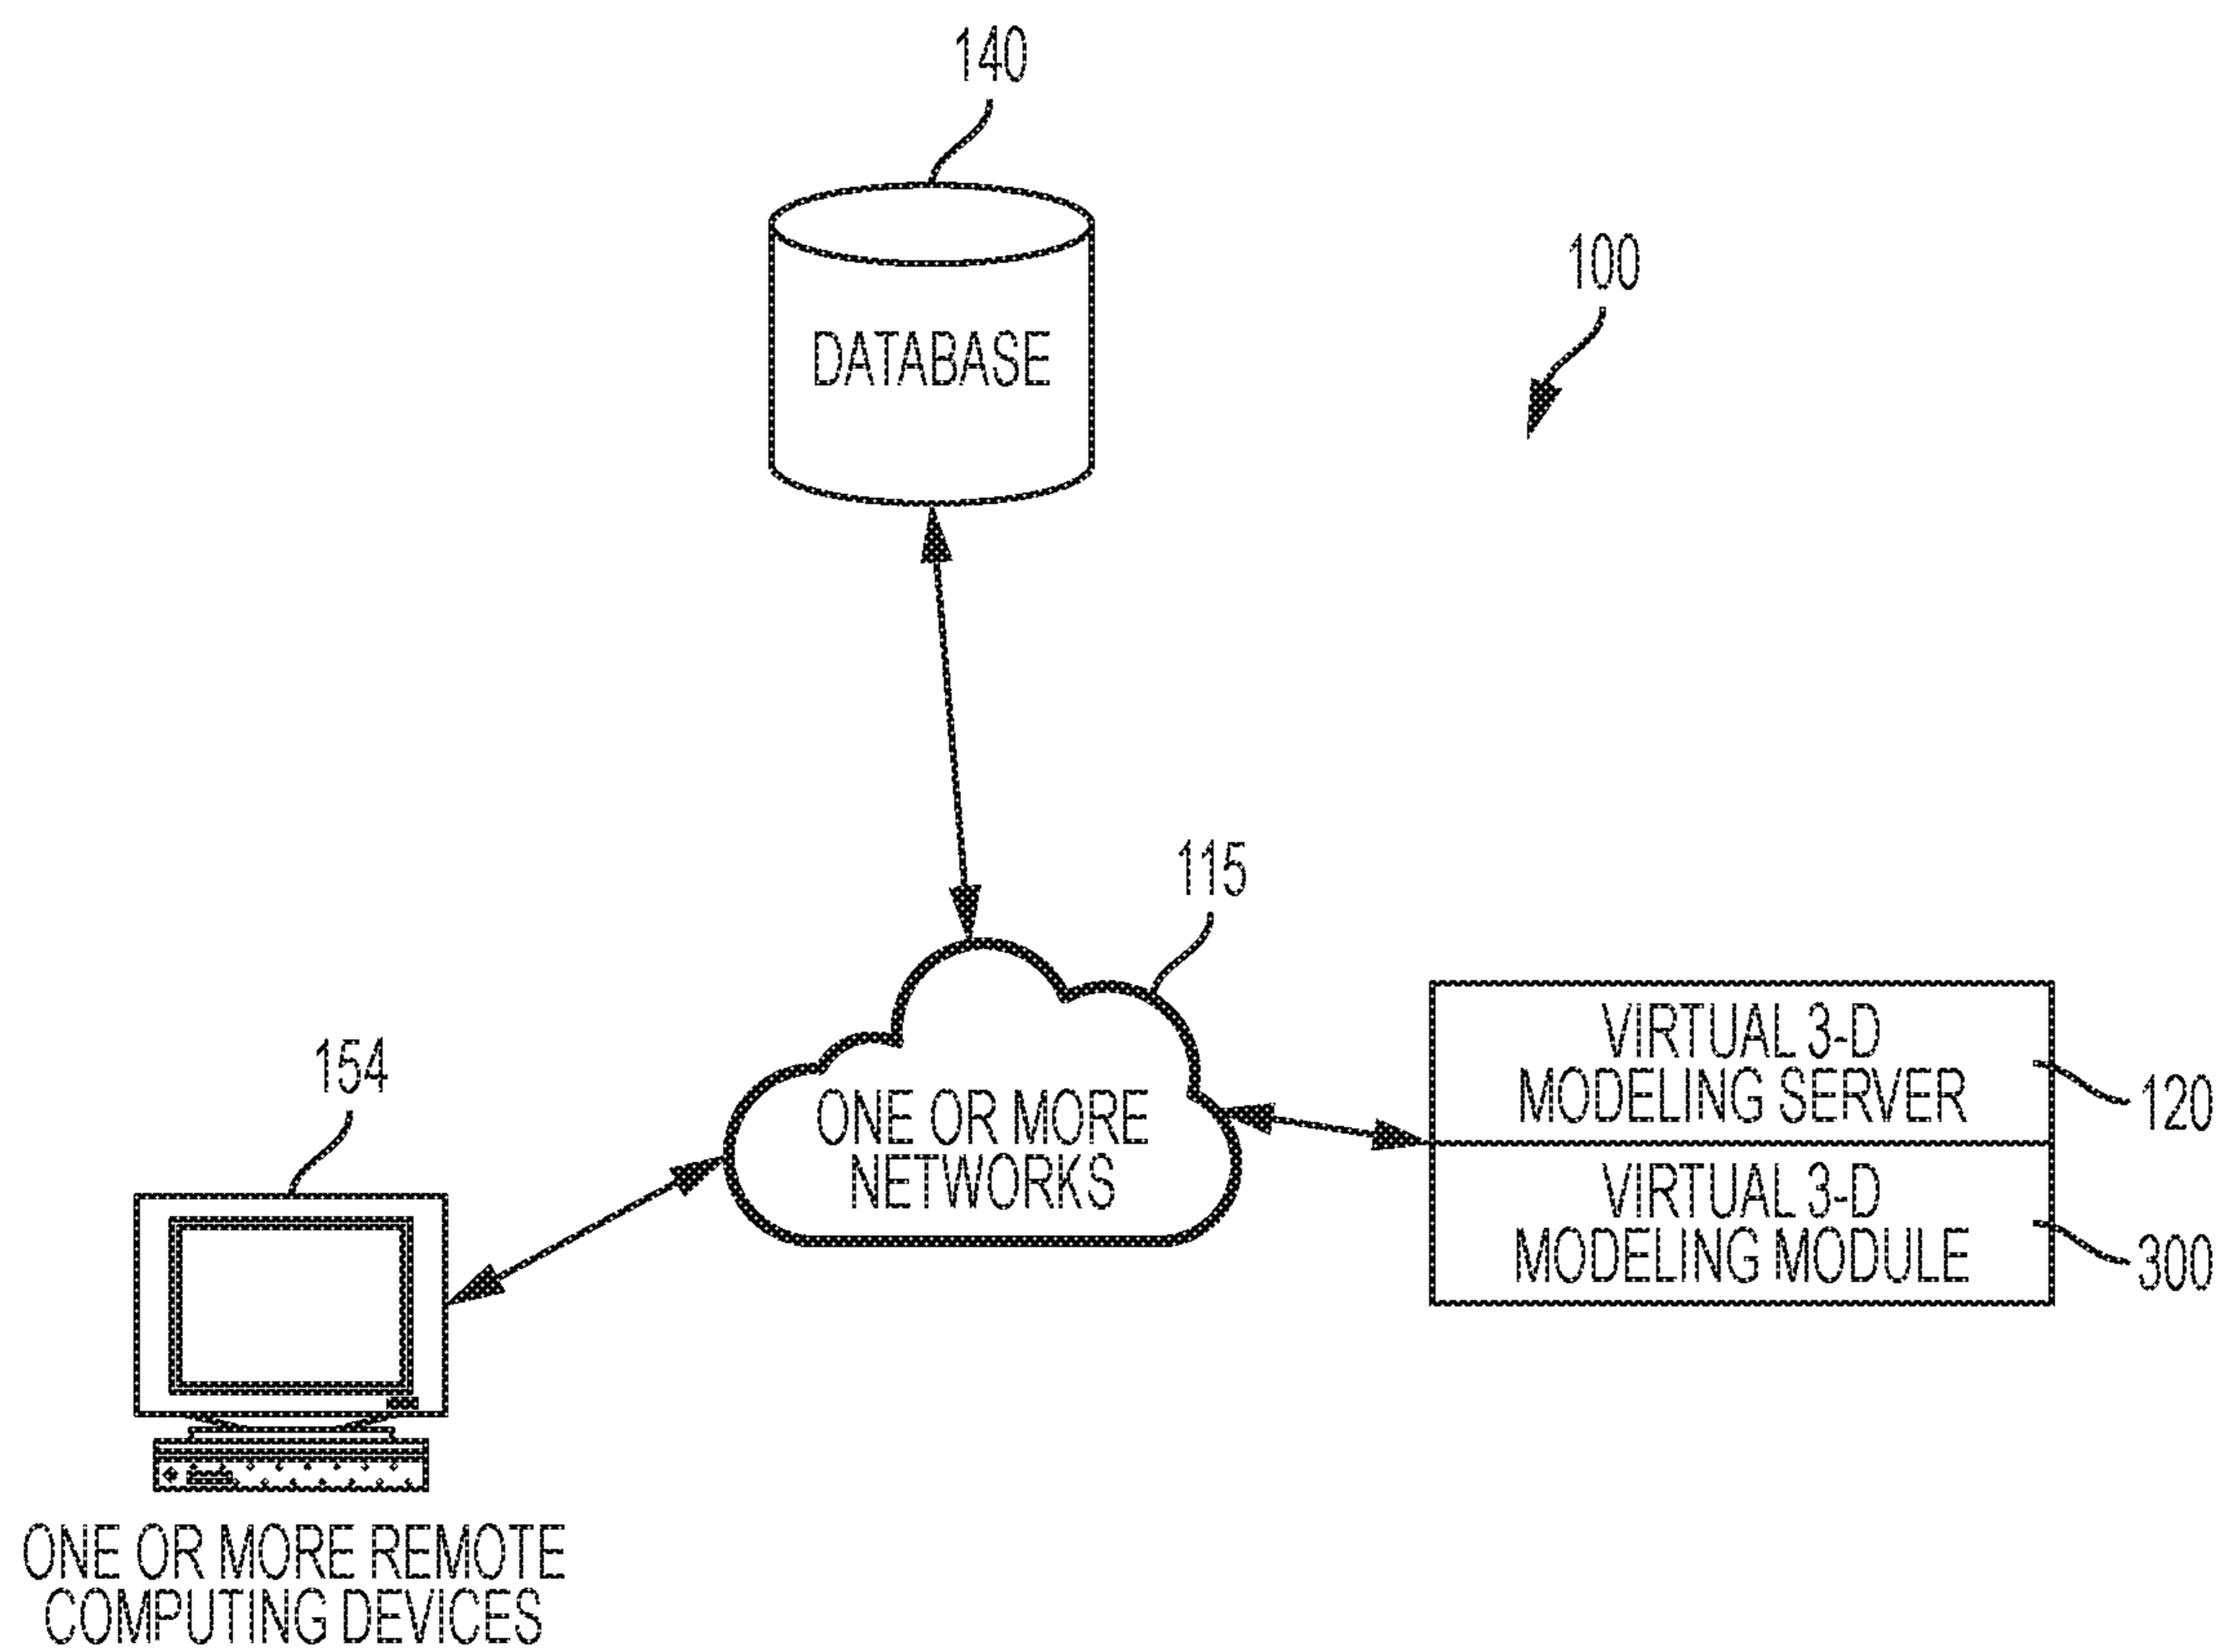 140
100
DATABASE
115
154
ONE OR MORE
NETWORKS
VIRTUAL 3-D
MODELING SERVER
120
VIRTUAL 3-D
MODELING MODULE
300
ONE OR MORE REMOTE
COMPUTING DEVICES